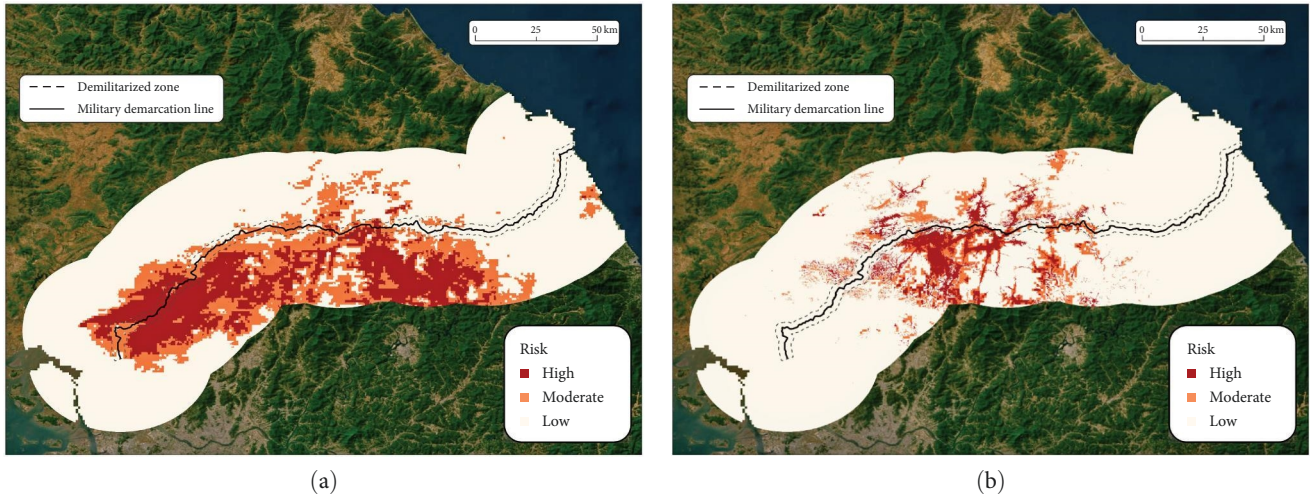 0 25 50 km
Demilitarized zone
Military demarcation line
Risk
High
Moderate
Low
(a)
0 25 50 km
Demilitarized zone
Military demarcation line
Risk
High
Moderate
Low
(b)